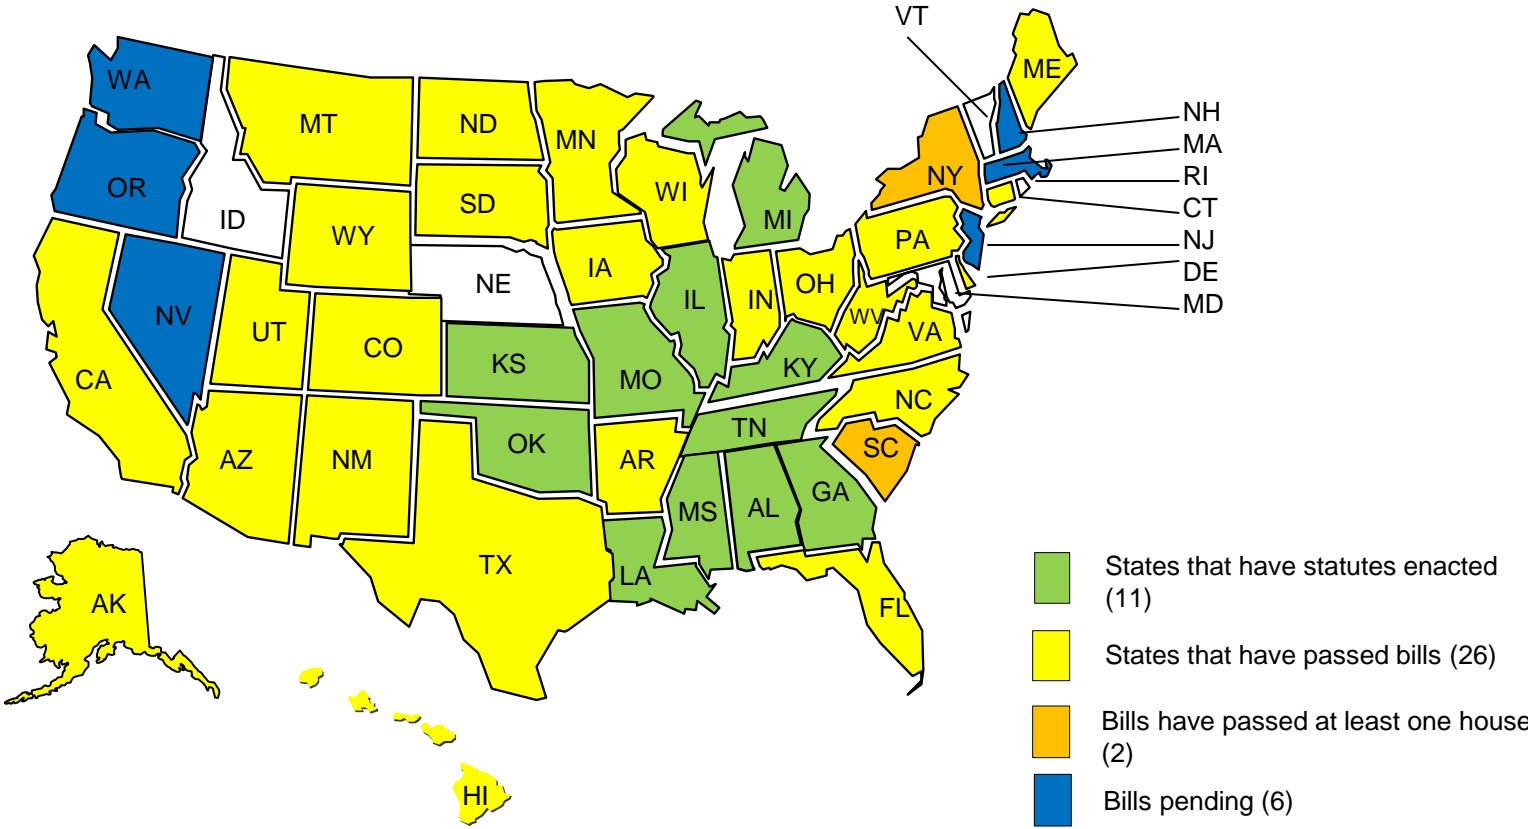 VT
ME
WA
NH
MT
ND
MN
MA
NY
RI
OR
WI
SD
CT
ID
MI
WY
PA
NJ
IA
DE
NE
OH
IN
IL
MD
NV
WV
UT
VA
CO
KS
KY
CA
MO
NC
TN
OK
SC
AZ
NM
AR
GA
MS
AL
TX
LA
States that have statutes enacted
(11)
AK
FL
States that have passed bills (26)
Bills have passed at least one house
(2)
HI
Bills pending (6)